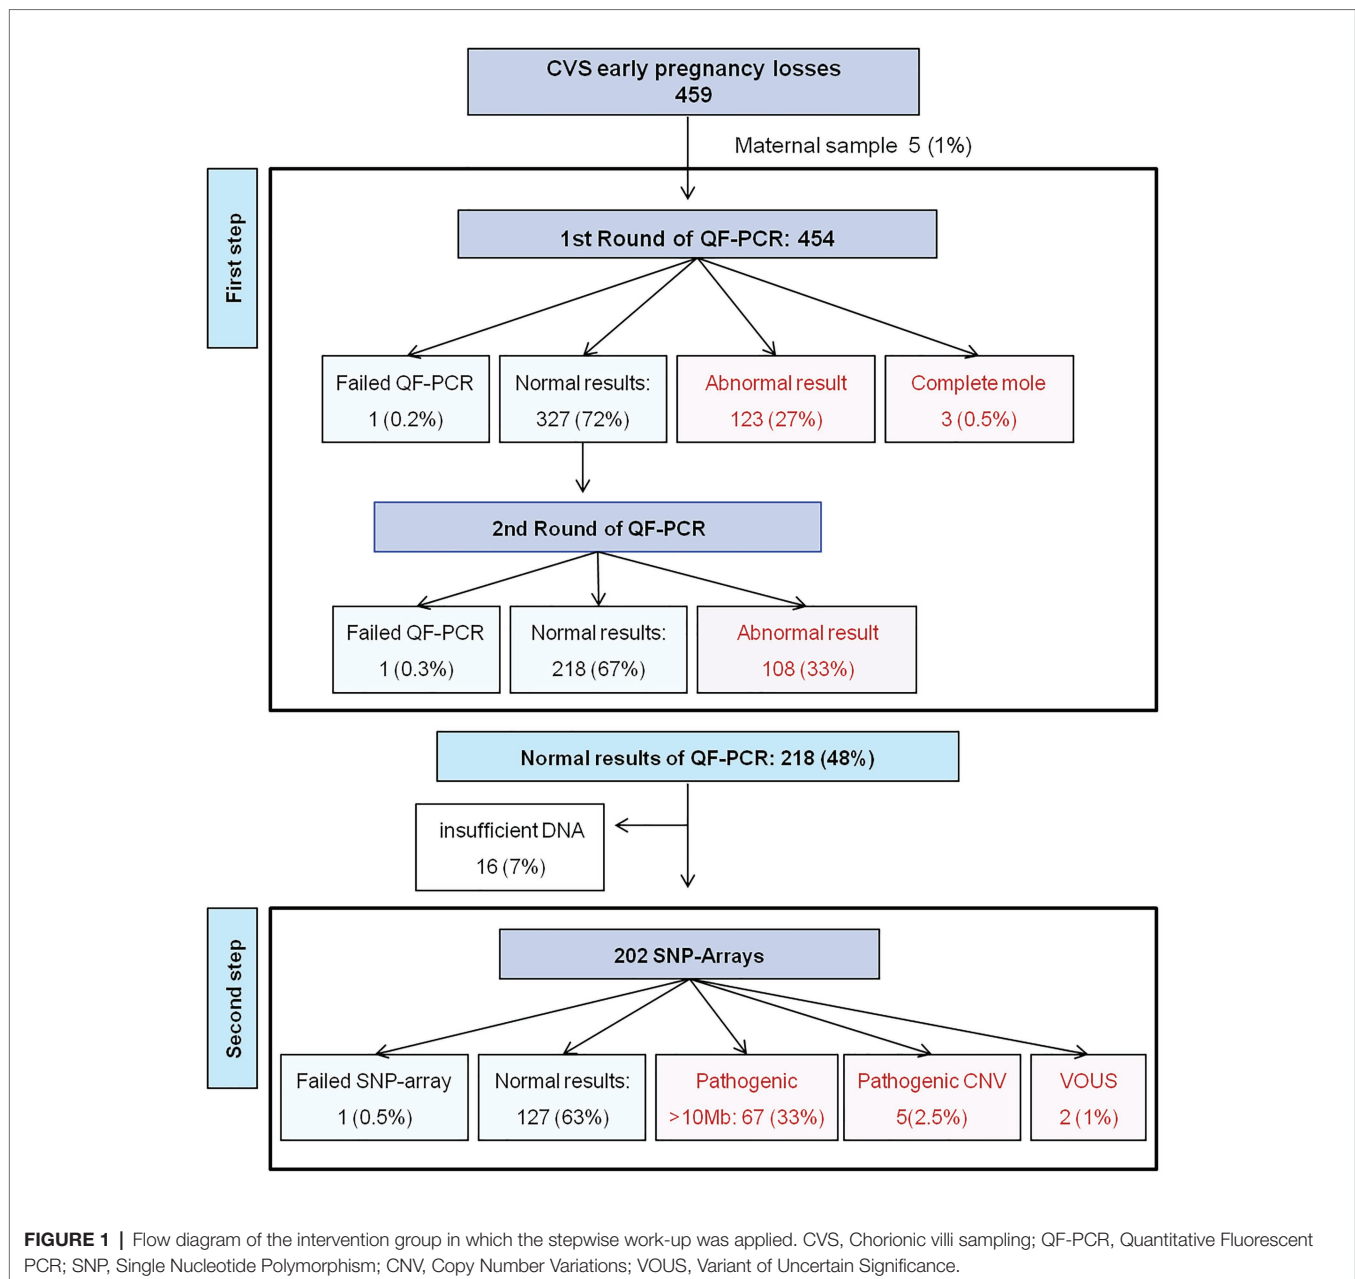 CVS early pregnancy losses
459
Maternal sample 5 (1%)
First step
1st Round of QF-PCR: 454
Failed QF-PCR
1 (0.2%)
Normal results:
327 (72%)
Abnormal result
123 (27%)
Complete mole
3 (0.5%)
2nd Round of QF-PCR
Failed QF-PCR
1 (0.3%)
Normal results:
218 (67%)
Abnormal result
108 (33%)
Normal results of QF-PCR: 218 (48%)
insufficient DNA
16 (7%)
Second step
202 SNP-Arrays
Failed SNP-array
1 (0.5%)
Normal results:
127 (63%)
Pathogenic
>10Mb: 67 (33%)
Pathogenic CNV
5(2.5%)
VOUS
2 (1%)
FIGURE 1 | Flow diagram of the intervention group in which the stepwise work-up was applied. CVS, Chorionic villi sampling; QF-PCR, Quantitative Fluorescent
PCR; SNP, Single Nucleotide Polymorphism; CNV, Copy Number Variations; VOUS, Variant of Uncertain Significance.